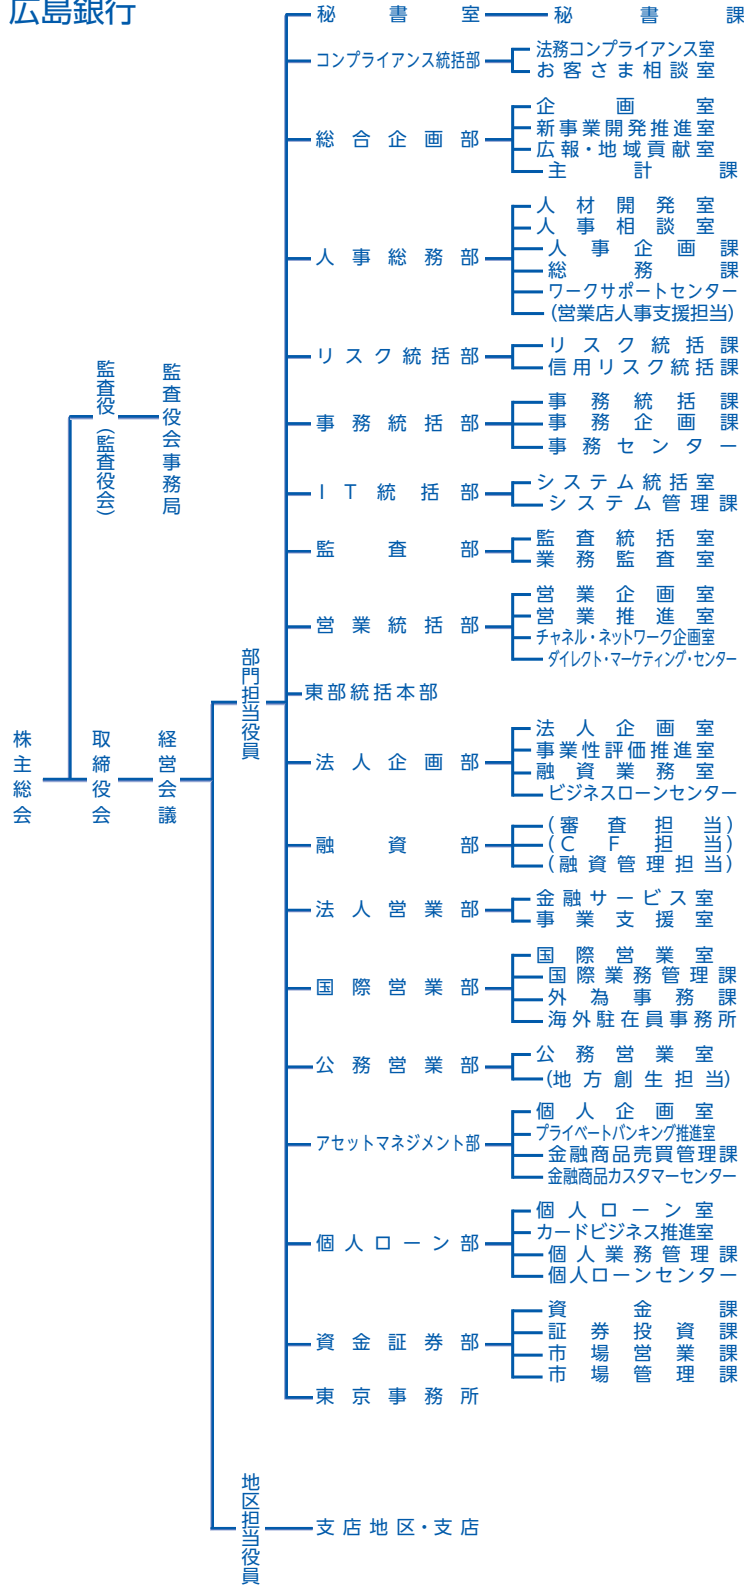 広島銀行
株主総会
取締役会
経営会議
監査役（監査役会）
監査役会事務局
部門担当役員
秘書室
秘書課
コンプライアンス統括部
法務コンプライアンス室
お客さま相談室
総合企画部
企画室
新事業開発推進室
広報・地域貢献室
主計課
人事総務部
人材開発室
人事相談室
人事企画課
総務課
ワークサポートセンター
(営業店人事支援担当)
リスク統括部
リスク統括課
信用リスク統括課
事務統括部
事務統括課
事務企画課
事務センター
IT統括部
システム統括室
システム管理課
監査部
監査統括室
業務監査室
営業統括部
営業企画室
営業推進室
チャネル・ネットワーク企画室
ダイレクト・マーケティング・センター
東部統括本部
法人企画部
法人企画室
事業性評価推進室
融資業務室
ビジネスローンセンター
融資部
(審査担当)
(CF担当)
(融資管理担当)
法人営業部
金融サービス室
事業支援室
国際営業部
国際営業室
国際業務管理課
外為事務課
海外駐在員事務所
公務営業部
公務営業室
(地方創生担当)
アセットマネジメント部
個人企画室
プライベートバンキング推進室
金融商品売買管理課
金融商品カスタマーセンター
個人ローン部
個人ローン室
カードビジネス推進室
個人業務管理課
個人ローンセンター
資金証券部
資金課
証券投資課
市場営業課
市場管理課
東京事務所
地区担当役員
支店地区・支店